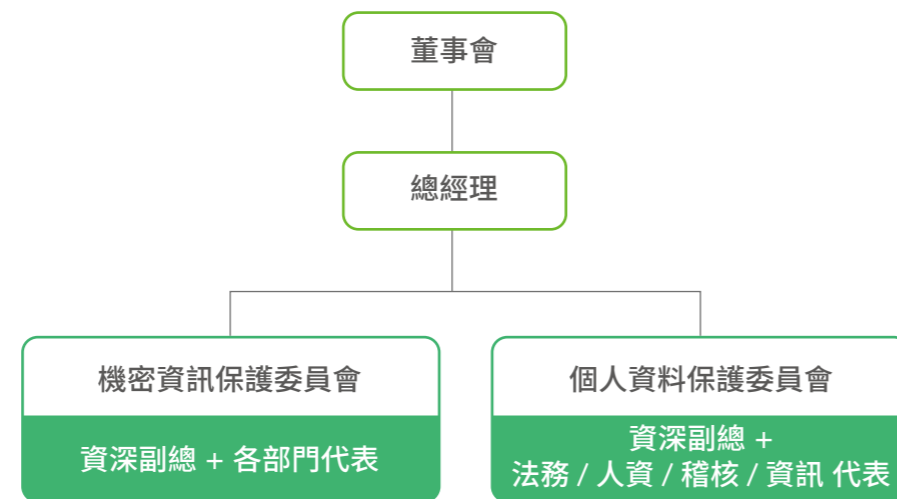 董事會
總經理
機密資訊保護委員會
資深副總 + 各部門代表
個人資料保護委員會
資深副總 +
法務 / 人資 / 稽核 / 資訊 代表